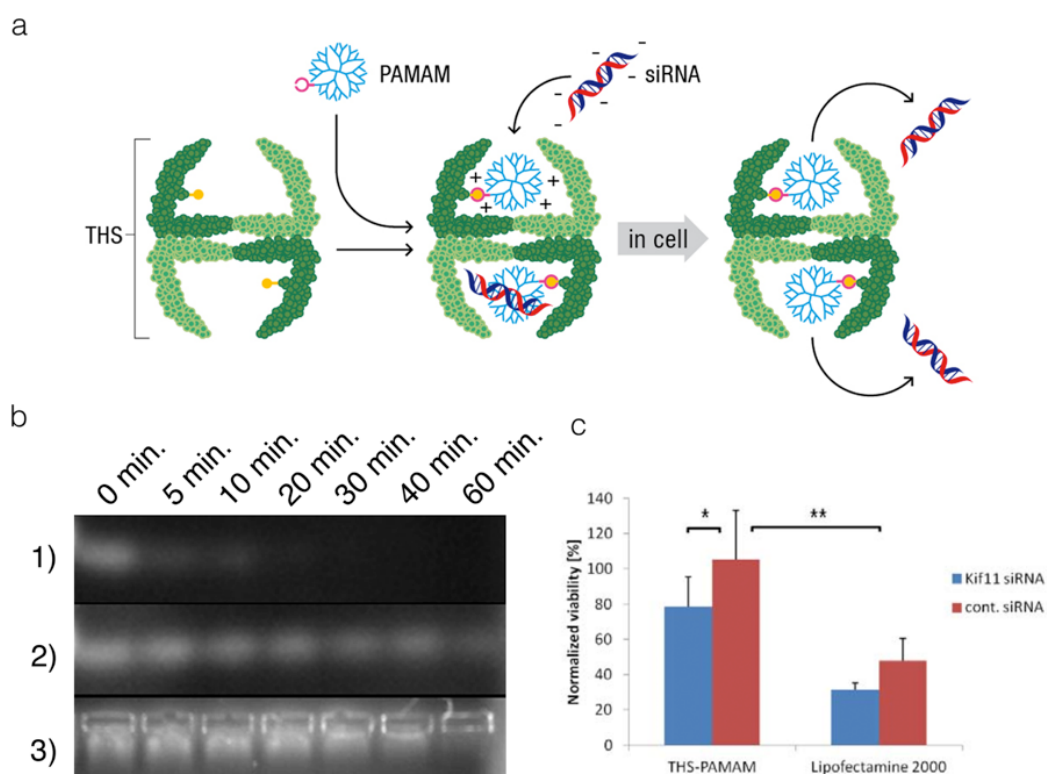 a
PAMAM
siRNA
THS
in cell
b
0 min.
5 min.
10 min.
20 min.
30 min.
40 min.
60 min.
1)
2)
3)
c
140
120
100
80
60
40
20
0
Normalized viability [%]
*
**
Kif11 siRNA
cont. siRNA
THS-PAMAM
Lipofectamine 2000